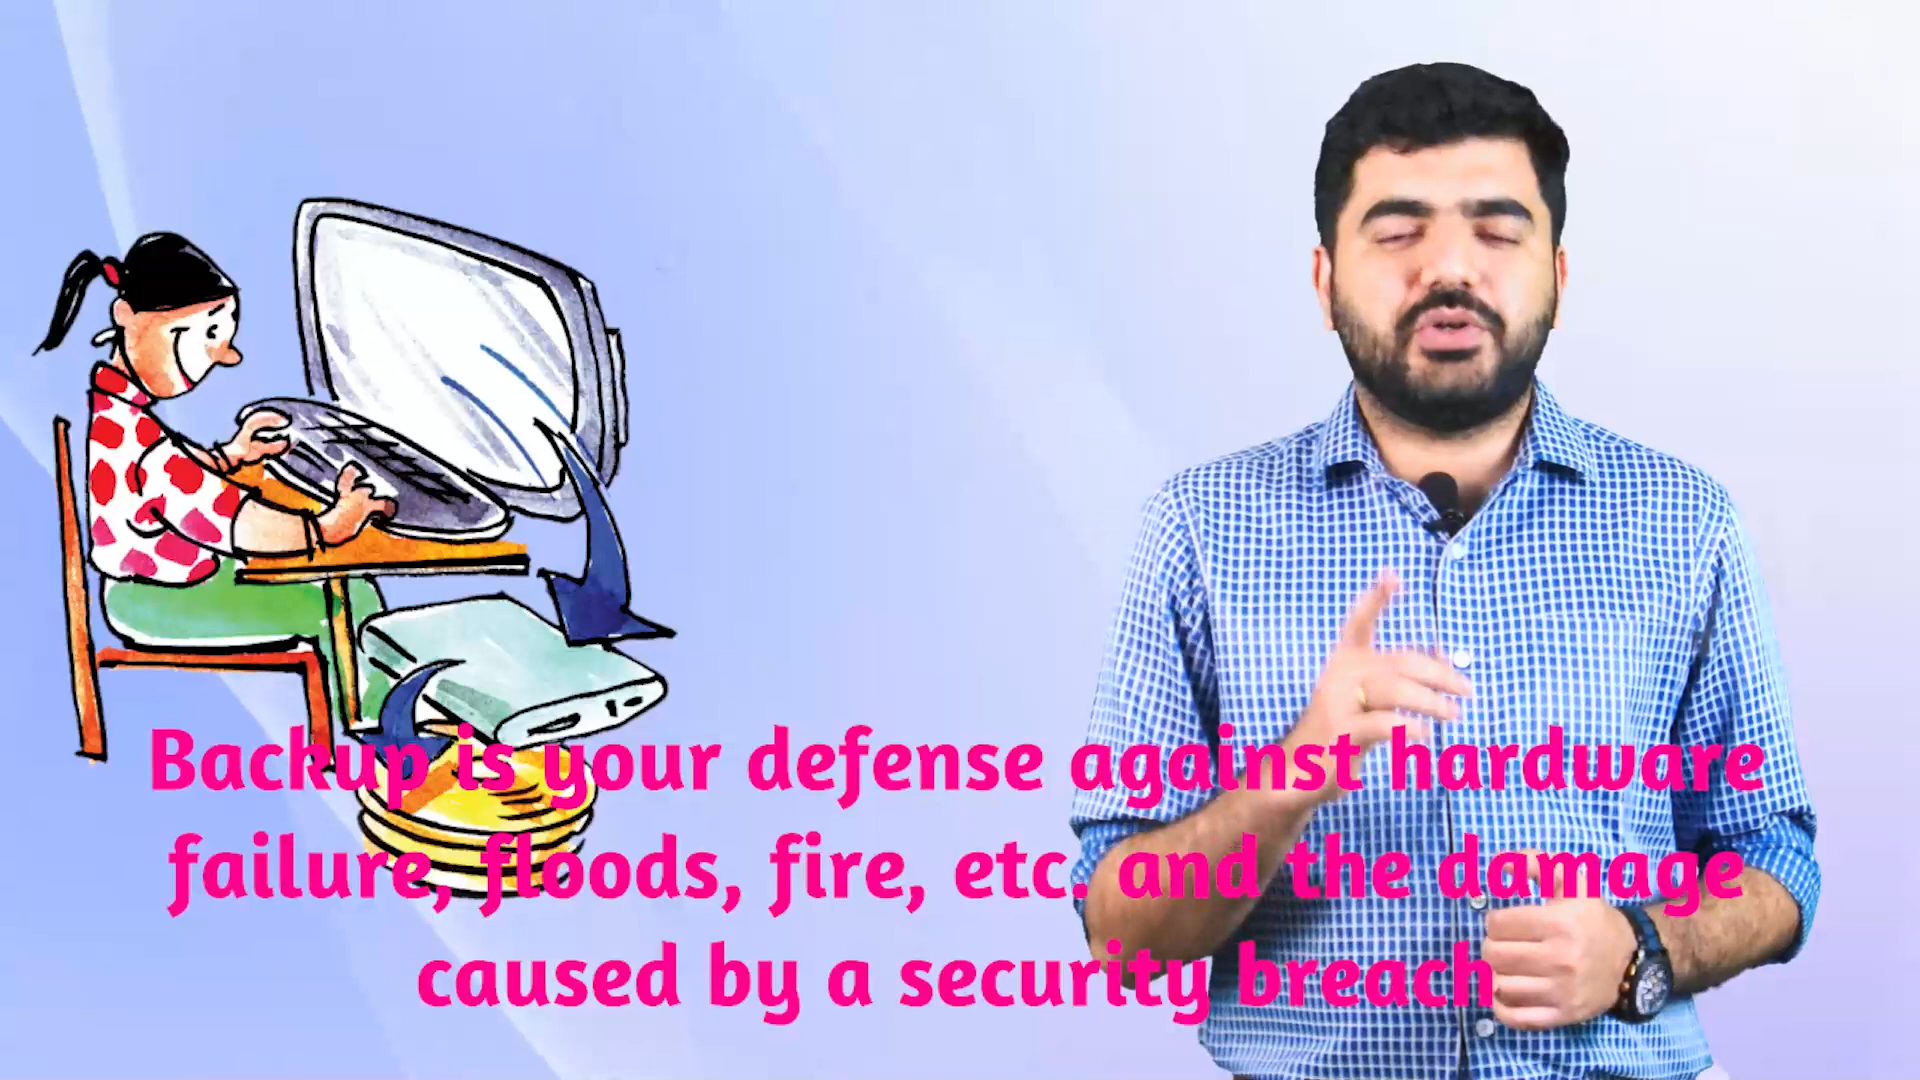 Backup is your defense against hardware
failure, floods, fire, etc. and the damage
caused by a security breach